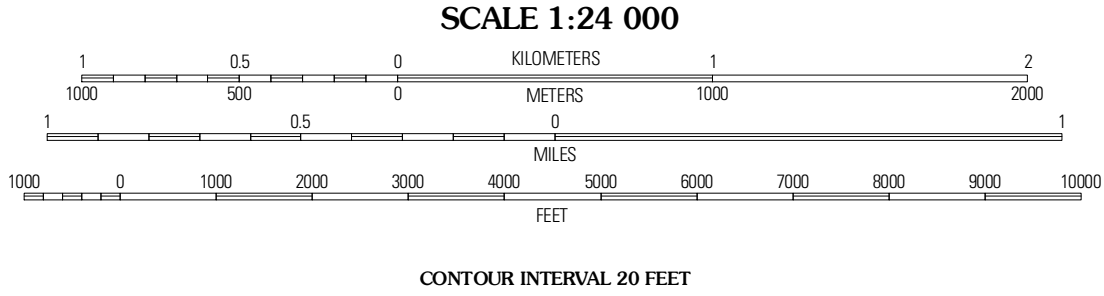 SCALE 1:24 000
1 0.5 0 KILOMETERS 1 2
1000 500 0 METERS 1000 2000
1 0.5 0 1
MILES
1000 0 1000 2000 3000 4000 5000 6000 7000 8000 9000 10000
FEET
CONTOUR INTERVAL 20 FEET